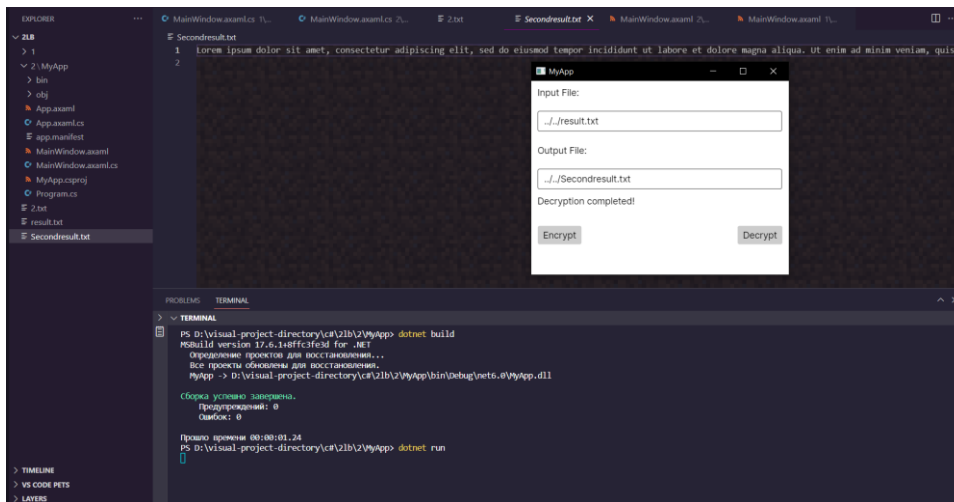 EXPLORER
2LB
1
2 \ MyApp
bin
obj
App.axaml
App.axaml.cs
app.manifest
MainWindow.axaml
MainWindow.axaml.cs
MyApp.csproj
Program.cs
2.txt
result.txt
Secondresult.txt
TIMELINE
VS CODE PETS
LAYERS
MainWindow.axaml.cs 1\...
MainWindow.axaml.cs 2\...
2.txt
Secondresult.txt
MainWindow.axaml 2\...
MainWindow.axaml 1\...
Secondresult.txt
1 Lorem ipsum dolor sit amet, consectetur adipiscing elit, sed do eiusmod tempor incididunt ut labore et dolore magna aliqua. Ut enim ad minim veniam, quis
2
MyApp
Input File:
../../result.txt
Output File:
../../Secondresult.txt
Decryption completed!
Encrypt Decrypt
PROBLEMS TERMINAL
TERMINAL
PS D:\visual-project-directory\c#\2lb\2\MyApp> dotnet build
MSBuild version 17.6.1+8ffc3fe3d for .NET
Определение проектов для восстановления...
Все проекты обновлены для восстановления.
MyApp -> D:\visual-project-directory\c#\2lb\2\MyApp\bin\Debug\net6.0\MyApp.dll
Сборка успешно завершена.
Предупреждений: 0
Ошибок: 0
Прошло времени 00:00:01.24
PS D:\visual-project-directory\c#\2lb\2\MyApp> dotnet run